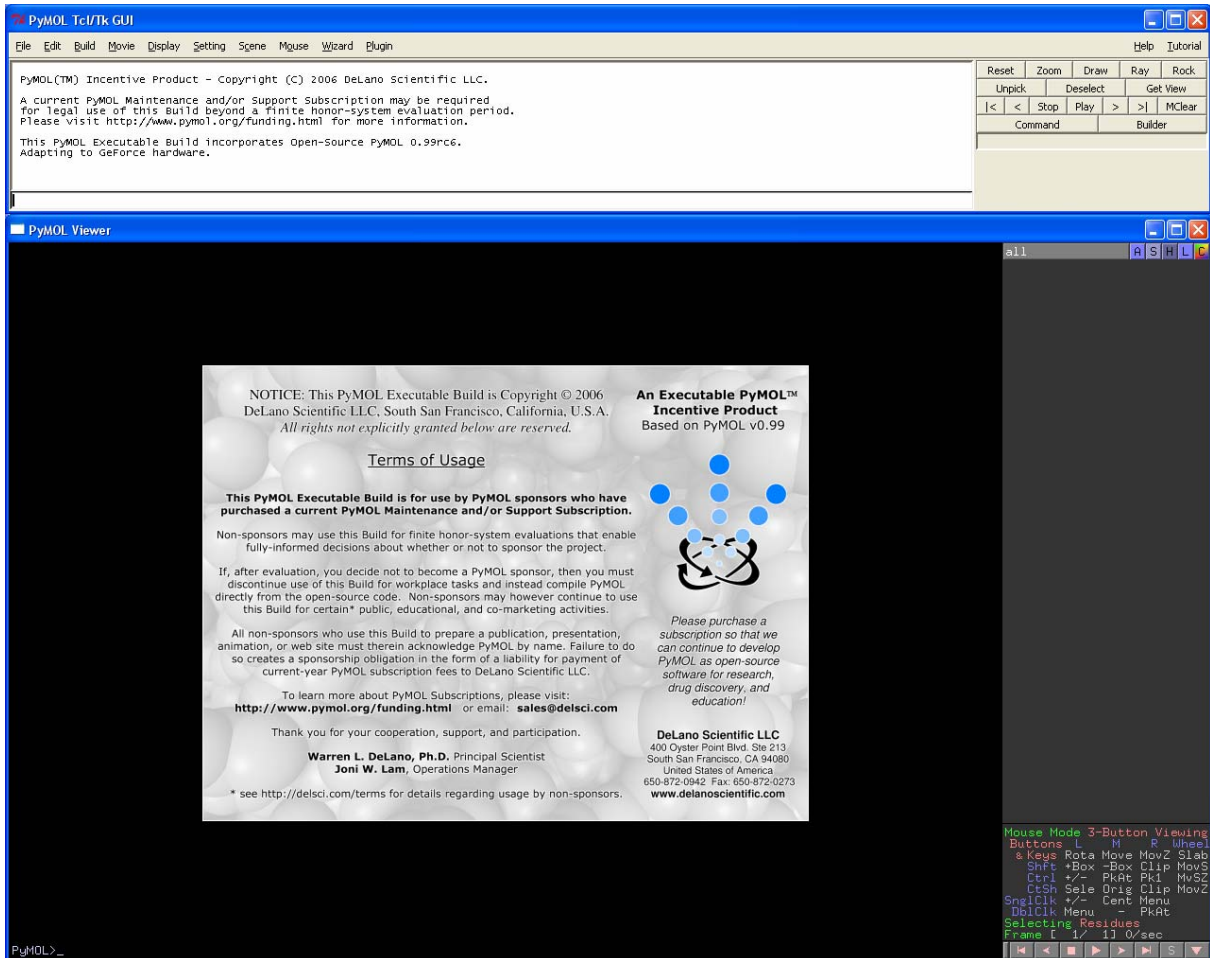 PyMOL Tcl/Tk GUI
File Edit Build Movie Display Setting Scene Mouse Wizard Plugin Help Tutorial
PyMOL(TM) Incentive Product - Copyright (C) 2006 DeLano Scientific LLC.
A current PyMOL Maintenance and/or Support Subscription may be required
for legal use of this Build beyond a finite honor-system evaluation period.
Please visit http://www.pymol.org/funding.html for more information.
This PyMOL Executable Build incorporates Open-Source PyMOL 0.99rc6.
Adapting to GeForce hardware.
Reset Zoom Draw Ray Rock
Unpick Deselect Get View
|< < Stop Play > >| MClear
Command Builder
PyMOL Viewer
all A S H L C
NOTICE: This PyMOL Executable Build is Copyright © 2006
DeLano Scientific LLC, South San Francisco, California, U.S.A.
All rights not explicitly granted below are reserved.
Terms of Usage
This PyMOL Executable Build is for use by PyMOL sponsors who have
purchased a current PyMOL Maintenance and/or Support Subscription.
Non-sponsors may use this Build for finite honor-system evaluations that enable
fully-informed decisions about whether or not to sponsor the project.
If, after evaluation, you decide not to become a PyMOL sponsor, then you must
discontinue use of this Build for workplace tasks and instead compile PyMOL
directly from the open-source code. Non-sponsors may however continue to use
this Build for certain* public, educational, and co-marketing activities.
All non-sponsors who use this Build to prepare a publication, presentation,
animation, or web site must therein acknowledge PyMOL by name. Failure to do
so creates a sponsorship obligation in the form of a liability for payment of
current-year PyMOL subscription fees to DeLano Scientific LLC.
To learn more about PyMOL Subscriptions, please visit:
http://www.pymol.org/funding.html or email: sales@delsci.com
Thank you for your cooperation, support, and participation.
Warren L. DeLano, Ph.D. Principal Scientist
Joni W. Lam, Operations Manager
* see http://delsci.com/terms for details regarding usage by non-sponsors.
An Executable PyMOL™
Incentive Product
Based on PyMOL v0.99
Please purchase a
subscription so that we
can continue to develop
PyMOL as open-source
software for research,
drug discovery, and
education!
DeLano Scientific LLC
400 Oyster Point Blvd. Ste 213
South San Francisco, CA 94080
United States of America
650-872-0942 Fax: 650-872-0273
www.delanoscientific.com
Mouse Mode 3-Button Viewing
Buttons L M R Wheel
& Keys Rota Move MovZ Slab
Shft +Box -Box Clip MovS
Ctrl +/- PkAt Pk1 MvSZ
CtSh Sele Orig Clip MovZ
SnglClk +/- Cent Menu
DblClk Menu - PkAt
Selecting Residues
Frame [ 1/ 1] 0/sec
PyMOL>_
S